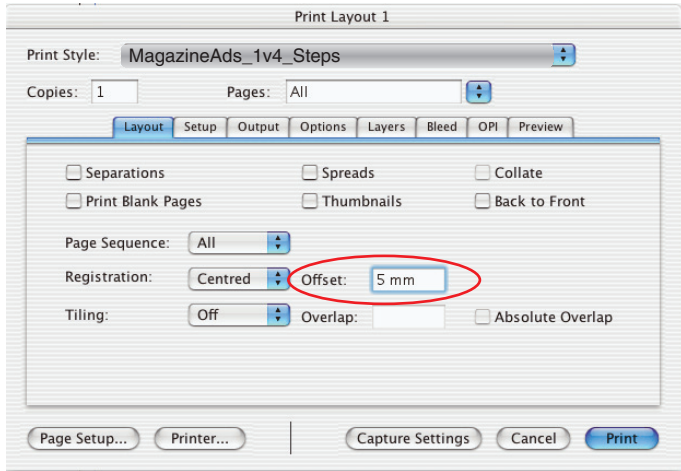 Print Layout 1
Print Style: MagazineAds_1v4_Steps
Copies: 1 Pages: All
Layout Setup Output Options Layers Bleed OPI Preview
Separations Spreads Collate
Print Blank Pages Thumbnails Back to Front
Page Sequence: All
Registration: Centred Offset: 5 mm
Tiling: Off Overlap: Absolute Overlap
Page Setup... Printer... Capture Settings Cancel Print